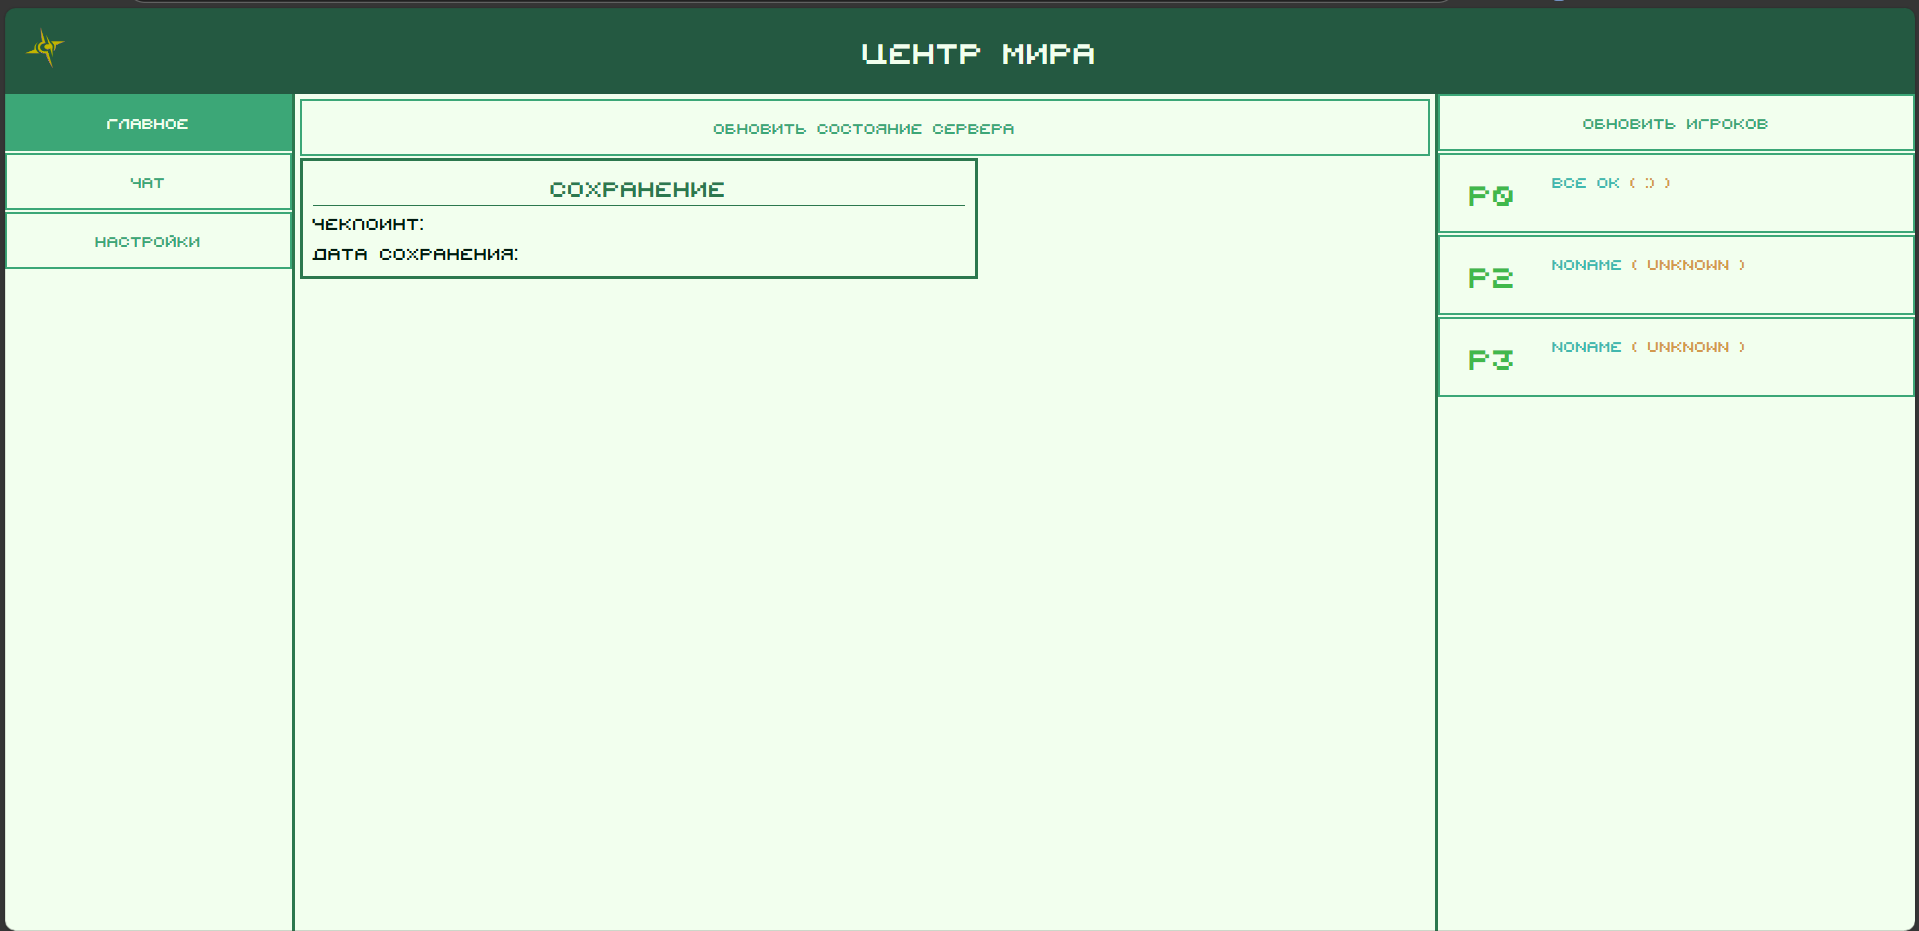 ЦЕНТР МИРА
ГЛАВНОЕ
ЧАТ
НАСТРОЙКИ
ОБНОВИТЬ СОСТОЯНИЕ СЕРВЕРА
СОХРАНЕНИЕ
ЧЕКПОИНТ:
ДАТА СОХРАНЕНИЯ:
ОБНОВИТЬ ИГРОКОВ
P0 ВСЕ ОК ( :) )
P2 NONAME ( UNKNOWN )
P3 NONAME ( UNKNOWN )